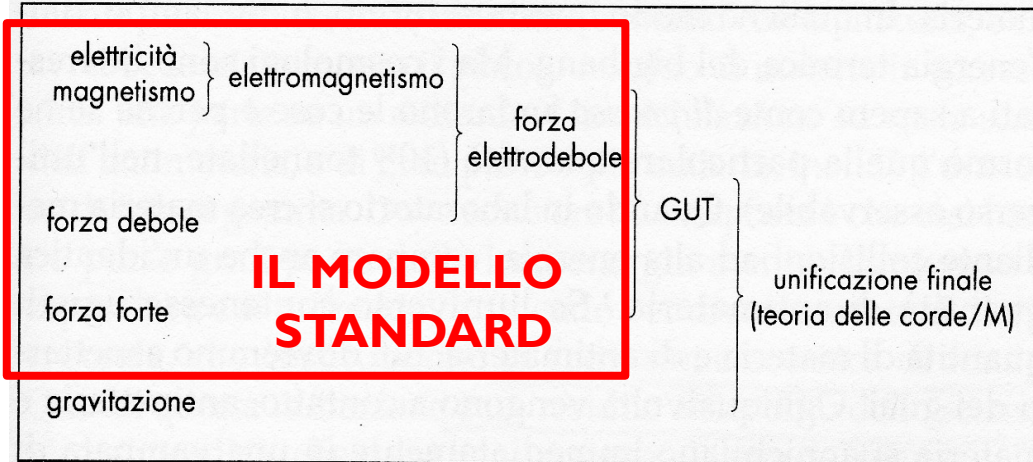 elettricità
magnetismo
elettromagnetismo
forza
elettrodebole
forza debole
GUT
IL MODELLO
STANDARD
forza forte
unificazione finale
(teoria delle corde/M)
gravitazione